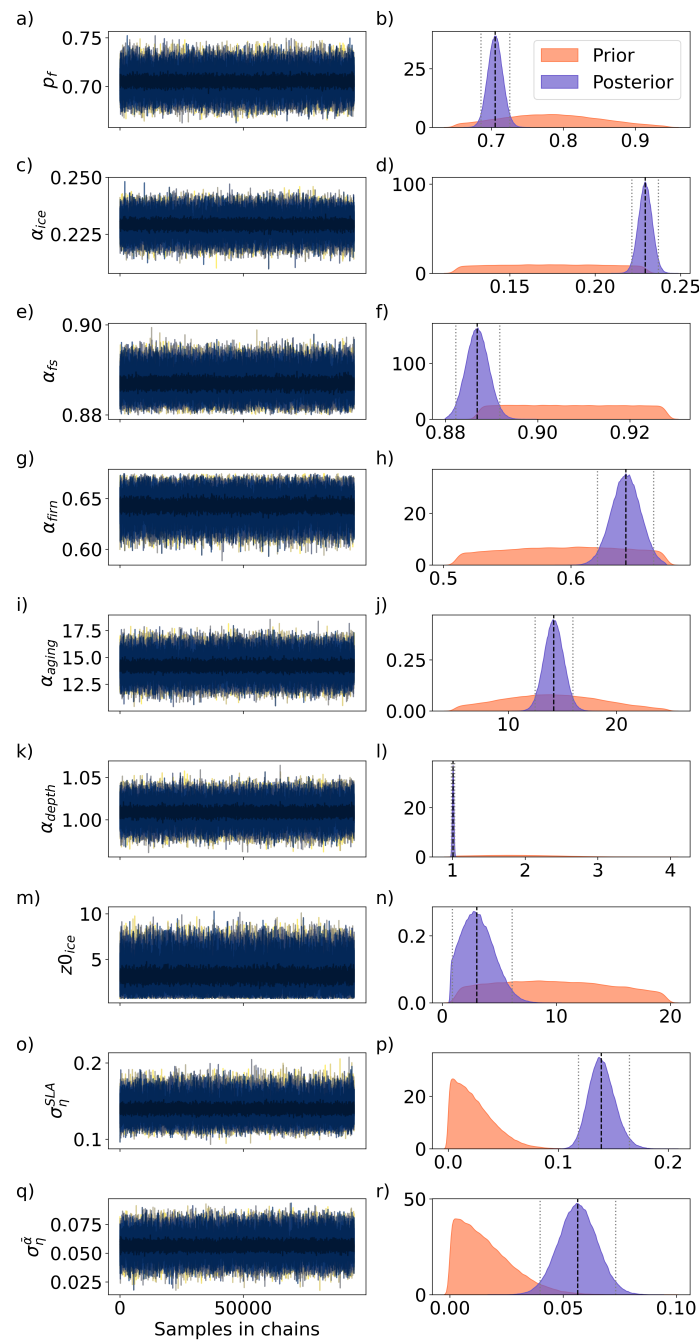 a)
0.75
0.70
p_f
b)
25
0
0.7 0.8 0.9
Prior
Posterior
c)
0.250
0.225
α_ice
d)
100
0
0.15 0.20 0.25
e)
0.90
0.88
α_fs
f)
100
0
0.88 0.90 0.92
g)
0.65
0.60
α_firn
h)
20
0
0.5 0.6
i)
17.5
15.0
12.5
α_aging
j)
0.25
0.00
10 20
k)
1.05
1.00
α_depth
l)
20
0
1 2 3 4
m)
10
5
z0_ice
n)
0.2
0.0
0 10 20
o)
0.2
0.1
σ_η^SLA
p)
20
0
0.0 0.1 0.2
q)
0.075
0.050
0.025
σ_η^α̅
0 50000
Samples in chains
r)
50
25
0
0.00 0.05 0.10